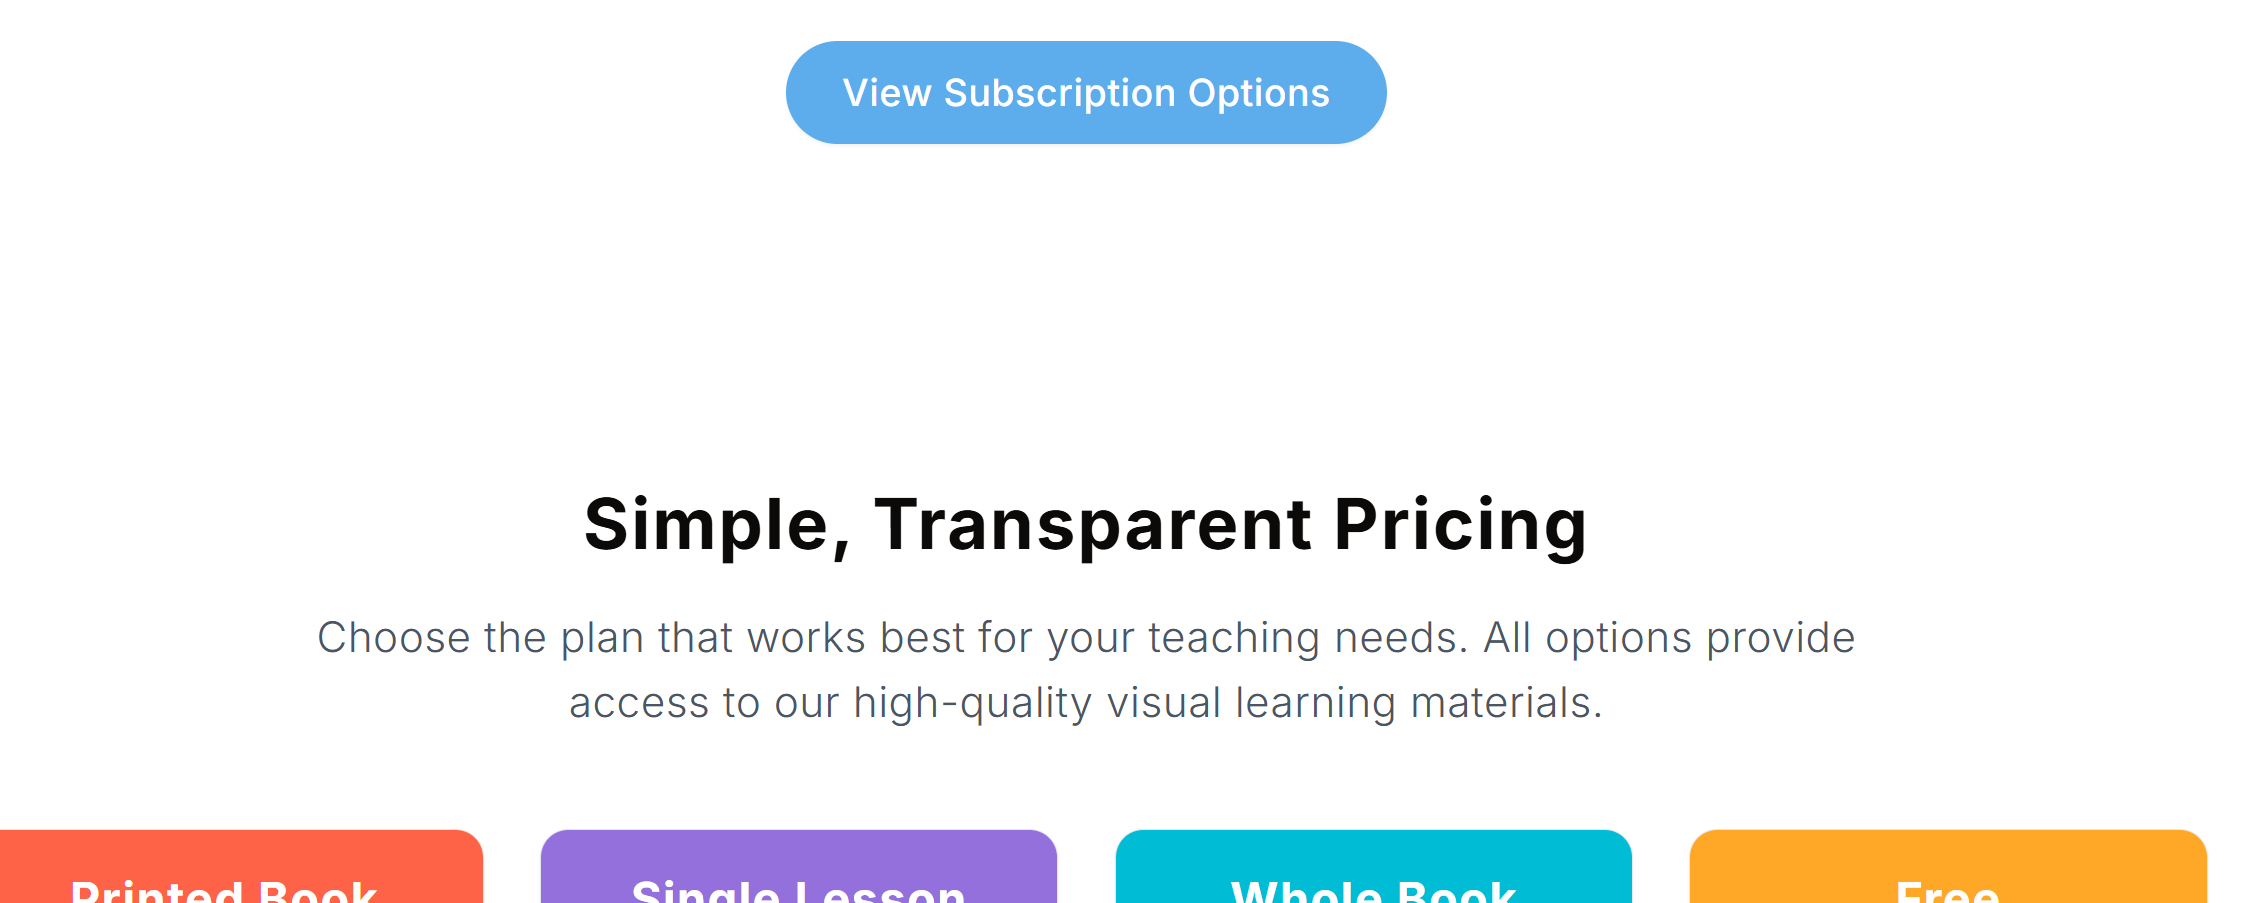 View Subscription Options
Simple, Transparent Pricing
Choose the plan that works best for your teaching needs. All options provide
access to our high-quality visual learning materials.
Printed Book
Single Lesson
Whole Book
Free